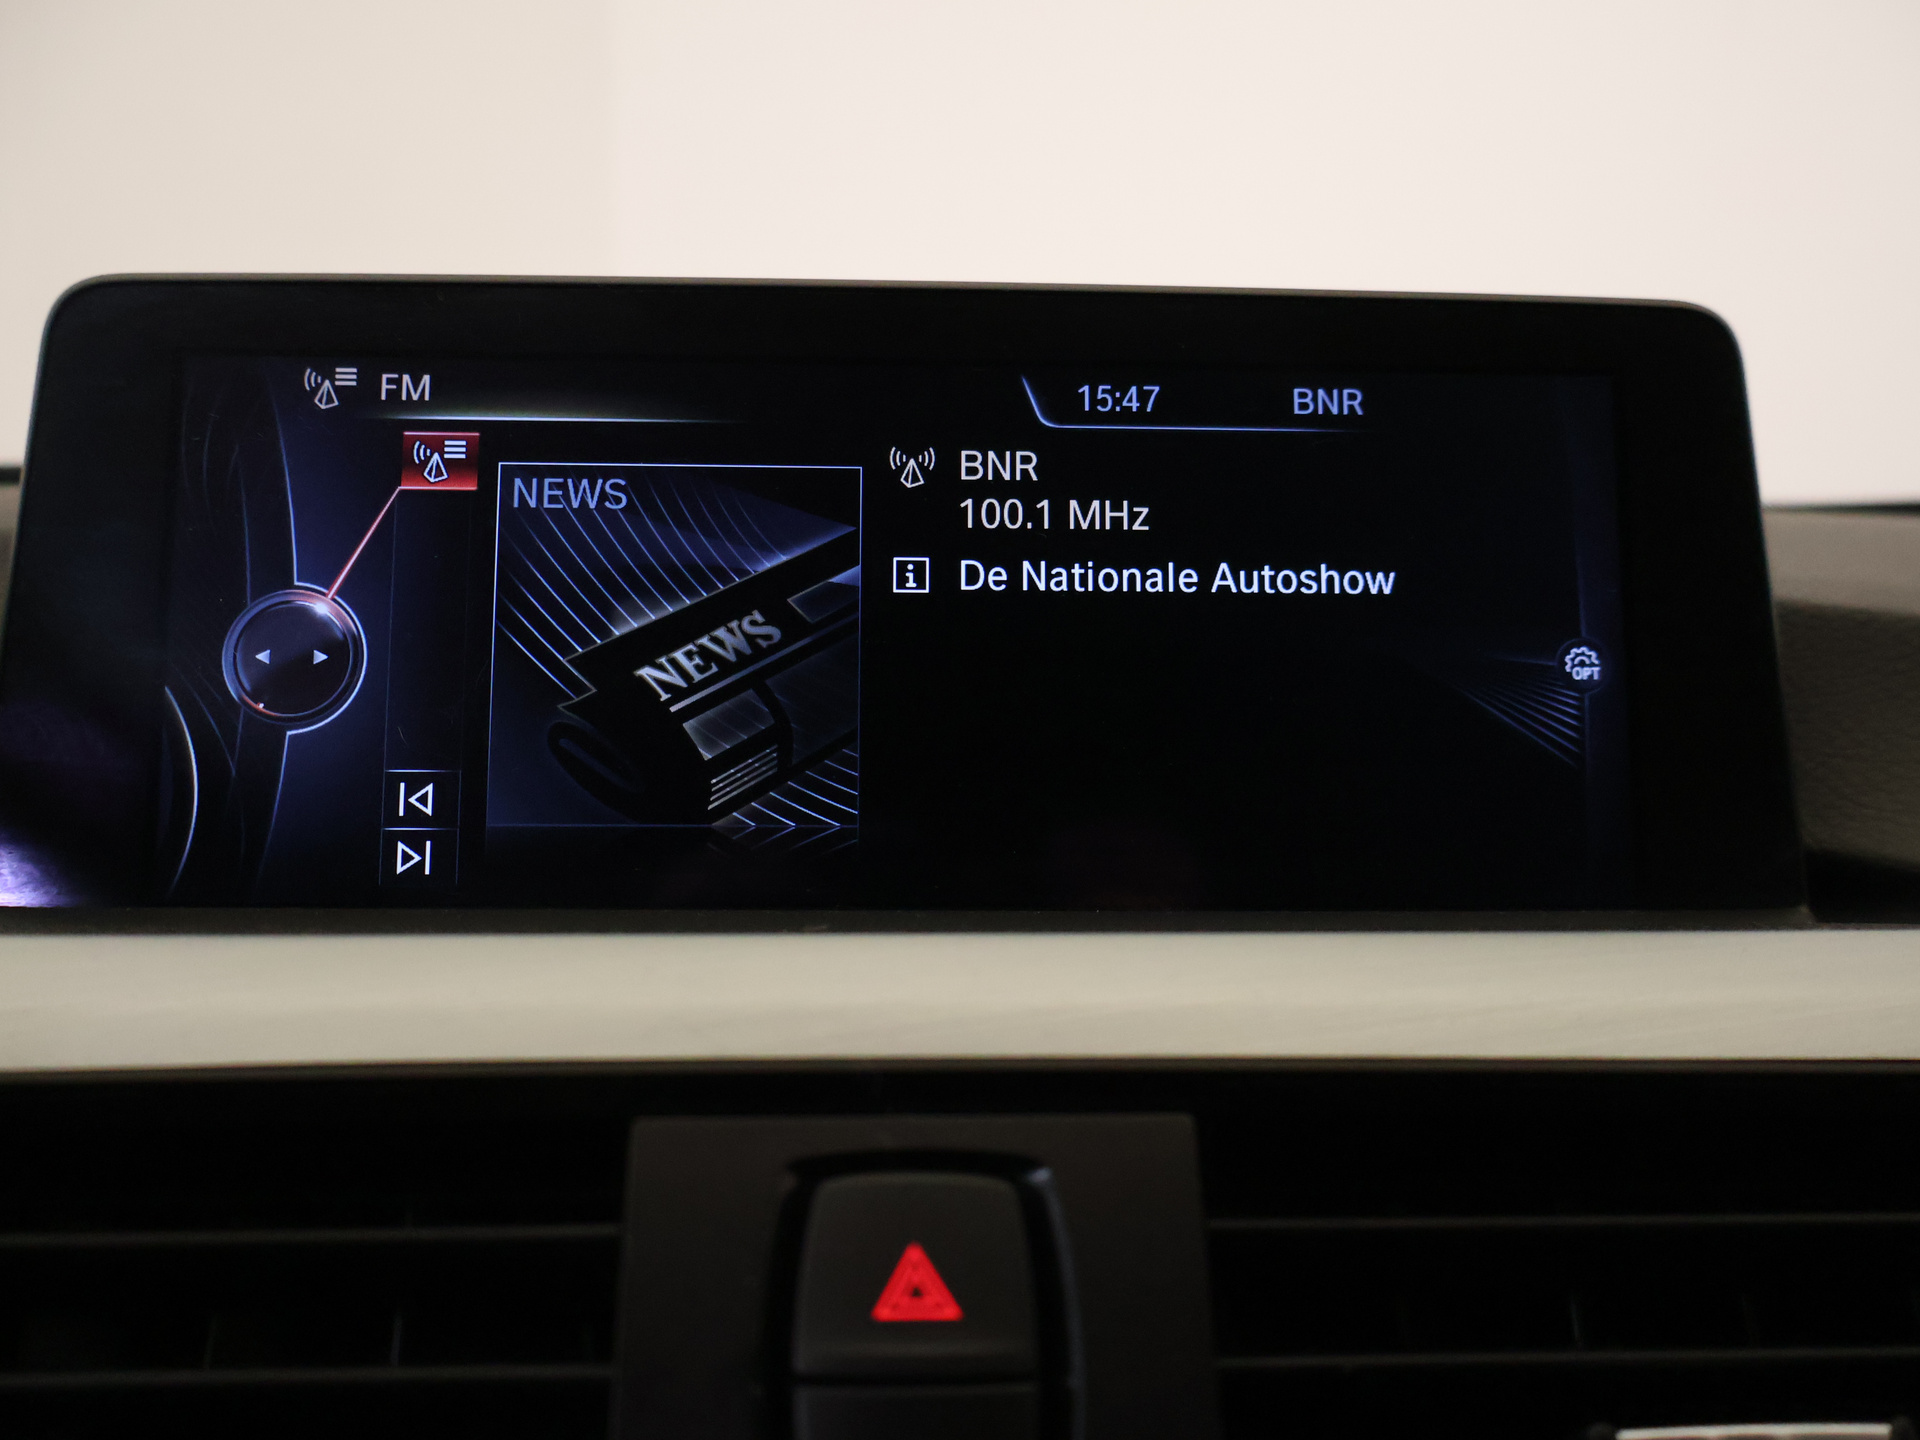 FM
15:47 BNR
NEWS
BNR
100.1 MHz
De Nationale Autoshow
NEWS
OPT